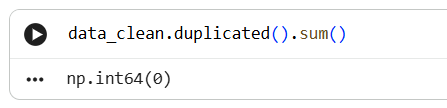 data_clean.duplicated().sum()
np.int64(0)